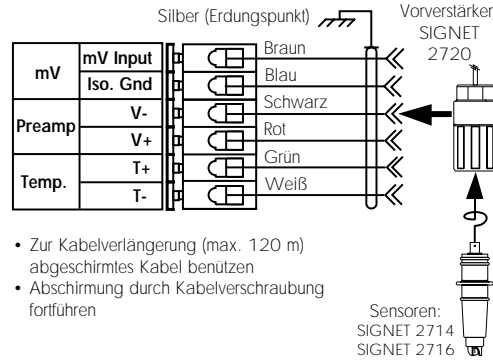 Silber (Erdungspunkt)
Vorverstärker
SIGNET
2720
mV
mV Input
Braun
Iso. Gnd
Blau
Preamp
V-
Schwarz
V+
Rot
Temp.
T+
Grün
T-
Weiß
• Zur Kabelverlängerung (max. 120 m)
abgeschirmtes Kabel benützen
• Abschirmung durch Kabelverschraubung
fortführen
Sensoren:
SIGNET 2714
SIGNET 2716